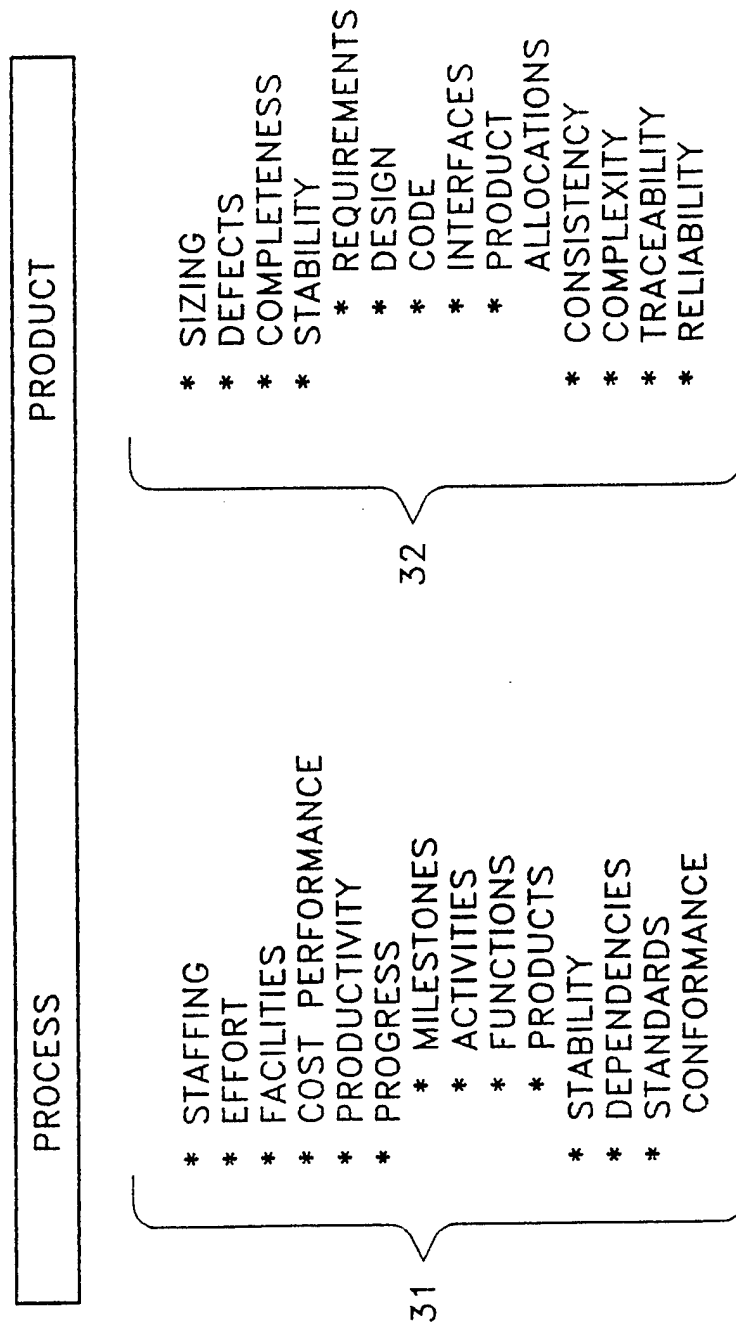 PROCESS PRODUCT
31
* STAFFING
* EFFORT
* FACILITIES
* COST PERFORMANCE
* PRODUCTIVITY
* PROGRESS
* MILESTONES
* ACTIVITIES
* FUNCTIONS
* PRODUCTS
* STABILITY
* DEPENDENCIES
* STANDARDS
CONFORMANCE
32
* SIZING
* DEFECTS
* COMPLETENESS
* STABILITY
* REQUIREMENTS
* DESIGN
* CODE
* INTERFACES
* PRODUCT
ALLOCATIONS
* CONSISTENCY
* COMPLEXITY
* TRACEABILITY
* RELIABILITY